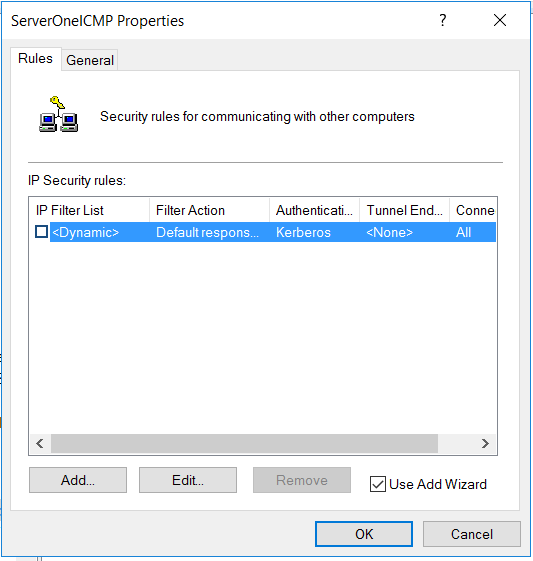 ServerOneICMP Properties
Rules
General
Security rules for communicating with other computers
IP Security rules:
IP Filter List Filter Action Authenticati... Tunnel End... Conne
<Dynamic> Default respons... Kerberos <None> All
Add... Edit... Remove Use Add Wizard
OK Cancel